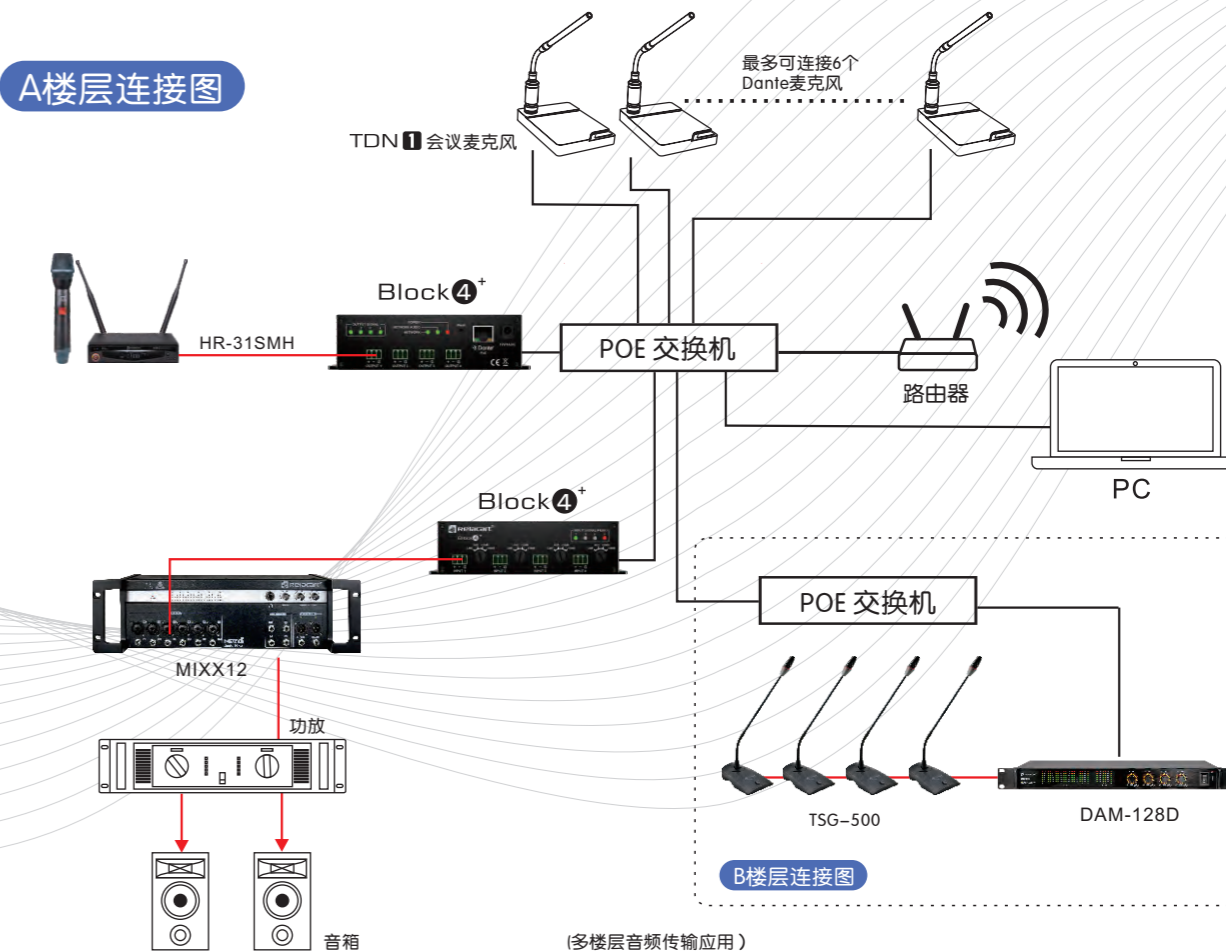 A楼层连接图
最多可连接6个
Dante麦克风
TDN 1 会议麦克风
Block4+
HR-31SMH
POE 交换机
路由器
PC
Block4+
RELACART
MIXX12
POE 交换机
功放
TSG-500
DAM-128D
B楼层连接图
音箱
(多楼层音频传输应用)